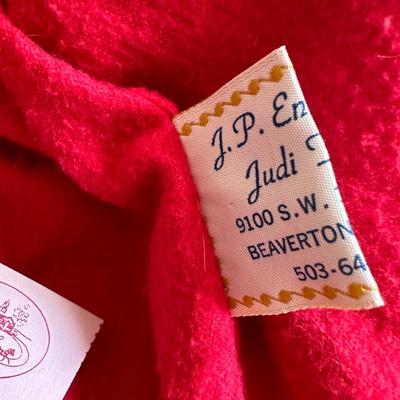 J.P. En
Judi
9100 S.W.
BEAVERTON
503-64